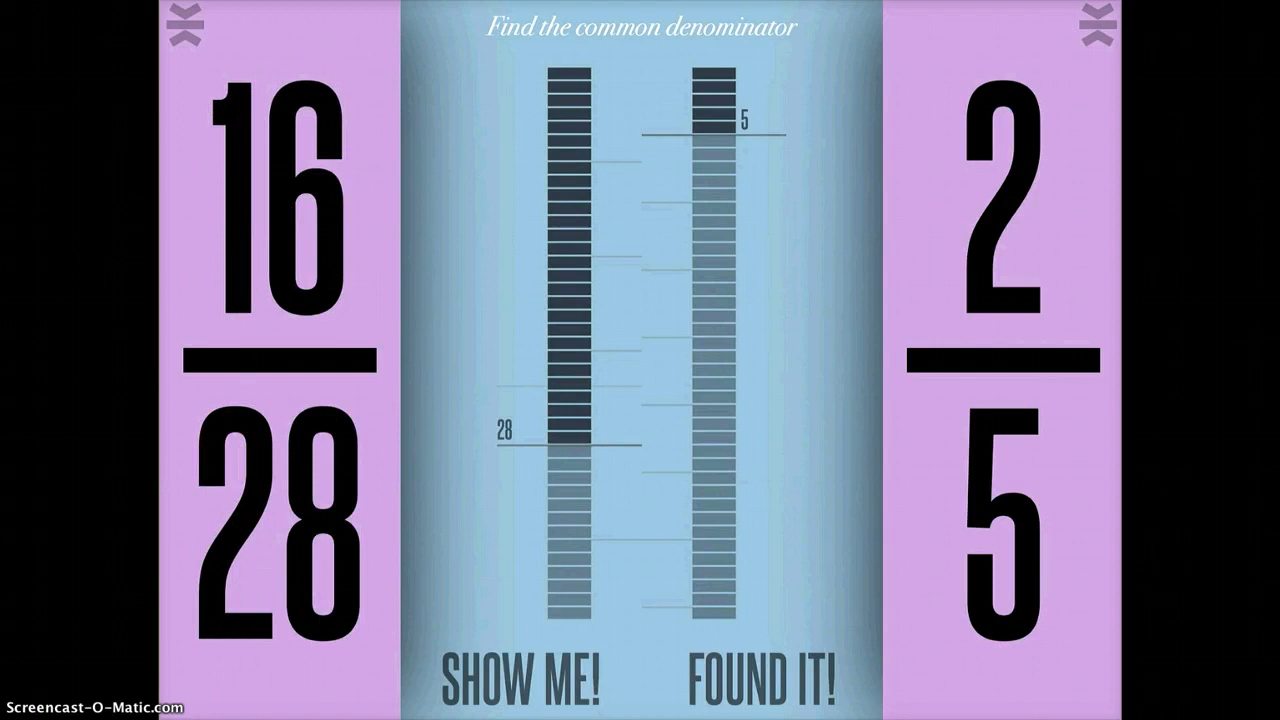 Find the common denominator
16
28
5
28
2
5
SHOW ME!
FOUND IT!
Screencast-O-Matic.com